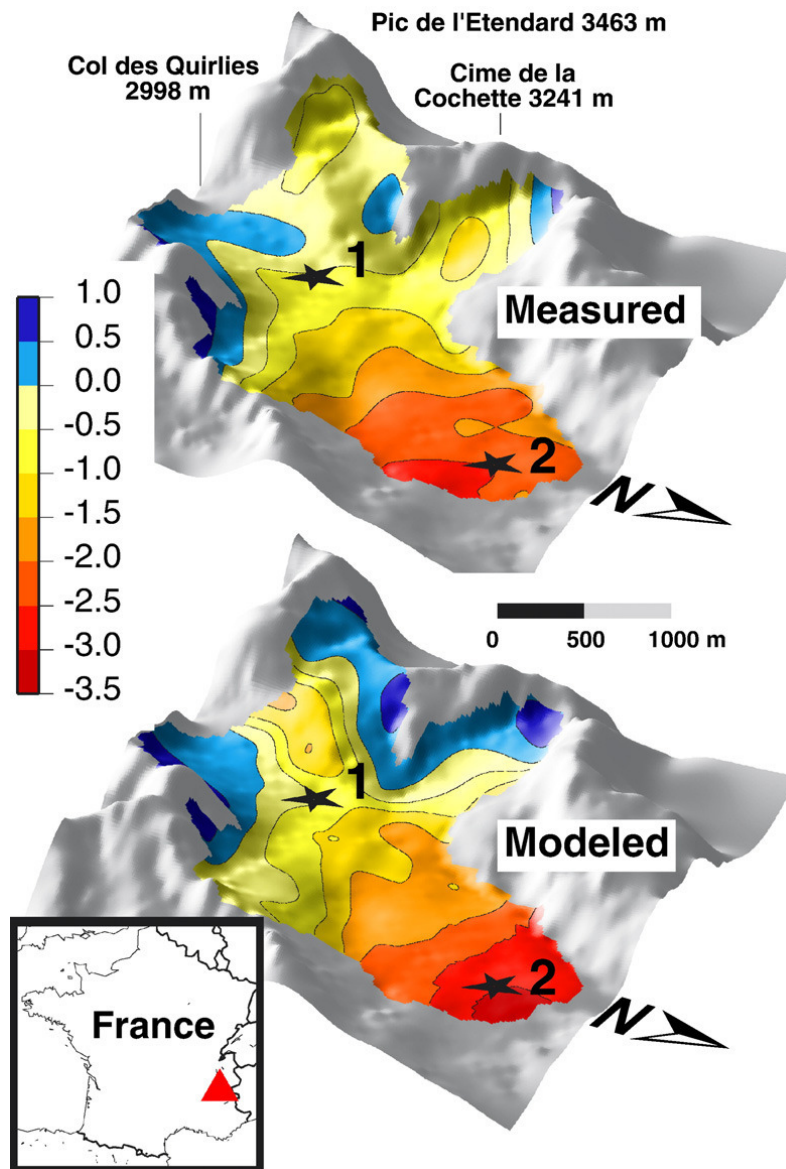 Pic de l'Etendard 3463 m
Col des Quirlies
2998 m
Cime de la
Cochette 3241 m
1
Measured
1.0
0.5
0.0
-0.5
-1.0
-1.5
-2.0
-2.5
-3.0
-3.5
2
N
0
500
1000 m
1
Modeled
2
N
France